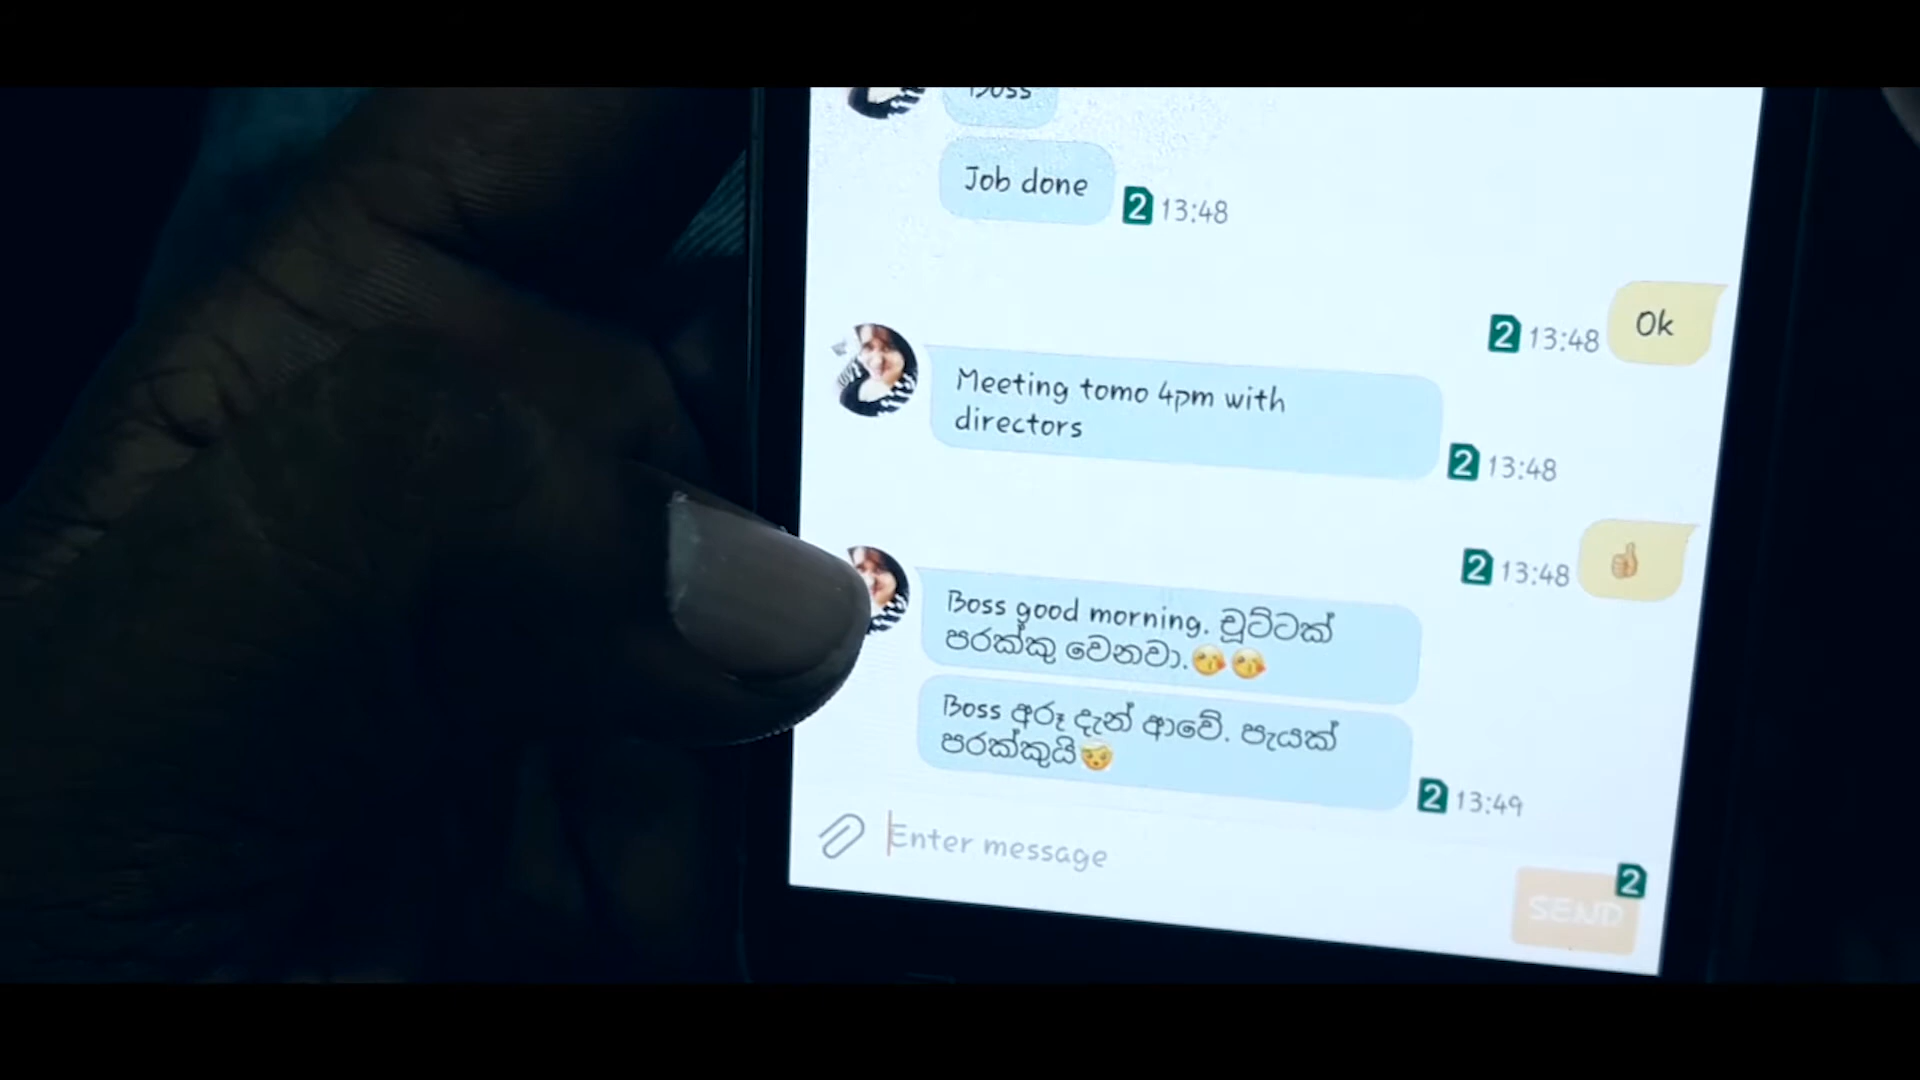 Boss
Job done
2 13:48
Ok
2 13:48
Meeting tomo 4pm with
directors
2 13:48
👍
2 13:48
Boss good morning. චූට්ටක්
පරක්කු වෙනවා.😘😘
Boss අරූ දැන් ආවේ. පැයක්
පරක්කුයි🤕
2 13:49
Enter message
2
SEND